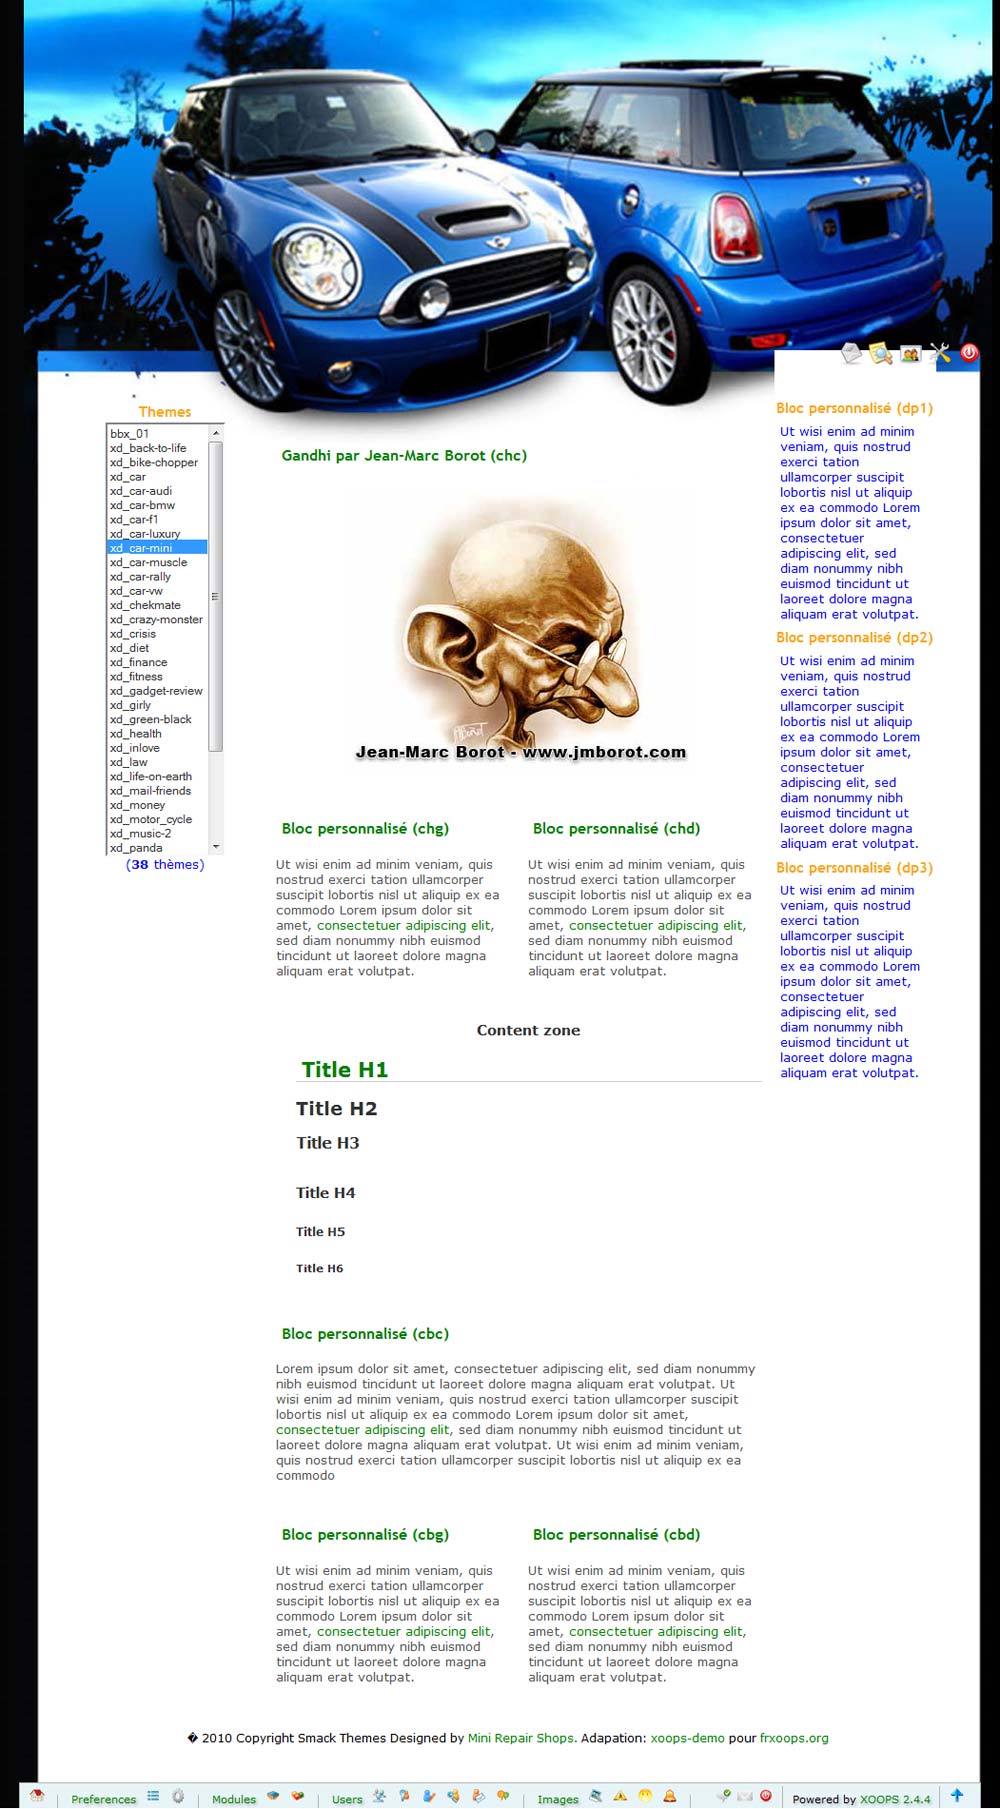 Themes
bbx_01
xd_back-to-life
xd_bike-chopper
xd_car
xd_car-audi
xd_car-bmw
xd_car-f1
xd_car-luxury
xd_car-mini
xd_car-muscle
xd_car-rally
xd_car-vw
xd_chekmate
xd_crazy-monster
xd_crisis
xd_diet
xd_finance
xd_fitness
xd_gadget-review
xd_girly
xd_green-black
xd_health
xd_inlove
xd_law
xd_life-on-earth
xd_mail-friends
xd_money
xd_motor_cycle
xd_music-2
xd_panda
(38 thèmes)
Gandhi par Jean-Marc Borot (chc)
Jean-Marc Borot - www.jmborot.com
Bloc personnalisé (chg)
Ut wisi enim ad minim veniam, quis
nostrud exerci tation ullamcorper
suscipit lobortis nisl ut aliquip ex ea
commodo Lorem ipsum dolor sit
amet, consectetuer adipiscing elit,
sed diam nonummy nibh euismod
tincidunt ut laoreet dolore magna
aliquam erat volutpat.
Bloc personnalisé (chd)
Ut wisi enim ad minim veniam, quis
nostrud exerci tation ullamcorper
suscipit lobortis nisl ut aliquip ex ea
commodo Lorem ipsum dolor sit
amet, consectetuer adipiscing elit,
sed diam nonummy nibh euismod
tincidunt ut laoreet dolore magna
aliquam erat volutpat.
Content zone
Title H1
Title H2
Title H3
Title H4
Title H5
Title H6
Bloc personnalisé (cbc)
Lorem ipsum dolor sit amet, consectetuer adipiscing elit, sed diam nonummy
nibh euismod tincidunt ut laoreet dolore magna aliquam erat volutpat. Ut
wisi enim ad minim veniam, quis nostrud exerci tation ullamcorper suscipit
lobortis nisl ut aliquip ex ea commodo Lorem ipsum dolor sit amet,
consectetuer adipiscing elit, sed diam nonummy nibh euismod tincidunt ut
laoreet dolore magna aliquam erat volutpat. Ut wisi enim ad minim veniam,
quis nostrud exerci tation ullamcorper suscipit lobortis nisl ut aliquip ex ea
commodo
Bloc personnalisé (cbg)
Ut wisi enim ad minim veniam, quis
nostrud exerci tation ullamcorper
suscipit lobortis nisl ut aliquip ex ea
commodo Lorem ipsum dolor sit
amet, consectetuer adipiscing elit,
sed diam nonummy nibh euismod
tincidunt ut laoreet dolore magna
aliquam erat volutpat.
Bloc personnalisé (cbd)
Ut wisi enim ad minim veniam, quis
nostrud exerci tation ullamcorper
suscipit lobortis nisl ut aliquip ex ea
commodo Lorem ipsum dolor sit
amet, consectetuer adipiscing elit,
sed diam nonummy nibh euismod
tincidunt ut laoreet dolore magna
aliquam erat volutpat.
Bloc personnalisé (dp1)
Ut wisi enim ad minim
veniam, quis nostrud
exerci tation
ullamcorper suscipit
lobortis nisl ut aliquip
ex ea commodo Lorem
ipsum dolor sit amet,
consectetuer
adipiscing elit, sed
diam nonummy nibh
euismod tincidunt ut
laoreet dolore magna
aliquam erat volutpat.
Bloc personnalisé (dp2)
Ut wisi enim ad minim
veniam, quis nostrud
exerci tation
ullamcorper suscipit
lobortis nisl ut aliquip
ex ea commodo Lorem
ipsum dolor sit amet,
consectetuer
adipiscing elit, sed
diam nonummy nibh
euismod tincidunt ut
laoreet dolore magna
aliquam erat volutpat.
Bloc personnalisé (dp3)
Ut wisi enim ad minim
veniam, quis nostrud
exerci tation
ullamcorper suscipit
lobortis nisl ut aliquip
ex ea commodo Lorem
ipsum dolor sit amet,
consectetuer
adipiscing elit, sed
diam nonummy nibh
euismod tincidunt ut
laoreet dolore magna
aliquam erat volutpat.
� 2010 Copyright Smack Themes Designed by Mini Repair Shops. Adapation: xoops-demo pour frxoops.org
Preferences Modules Users Images Powered by XOOPS 2.4.4